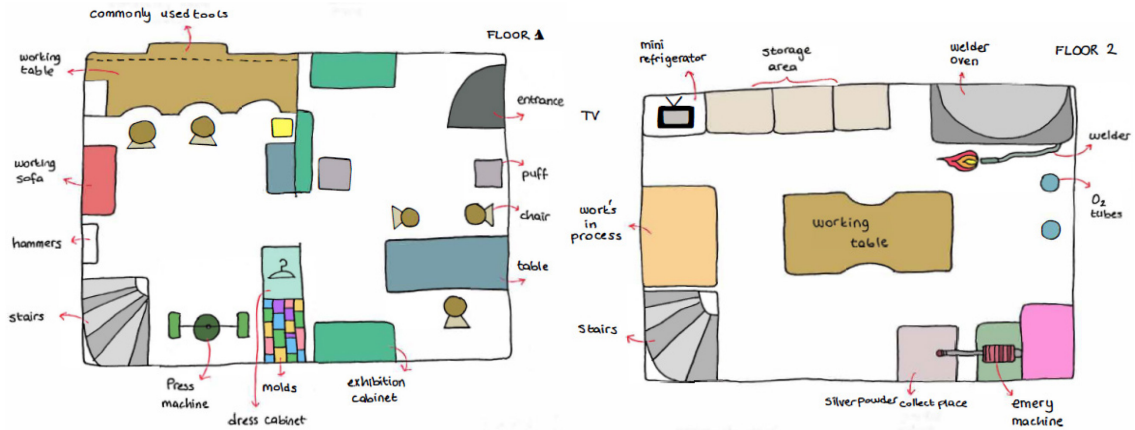 commonly used tools
FLOOR 1
working
table
entrance
working
sofa
puff
chair
hammers
table
stairs
Press
machine
molds
exhibition
cabinet
dress cabinet
mini
refrigerator
storage
area
welder
oven
FLOOR 2
TV
welder
O2
tubes
work's
in
process
working
table
Stairs
silver powder collect place
emery
machine